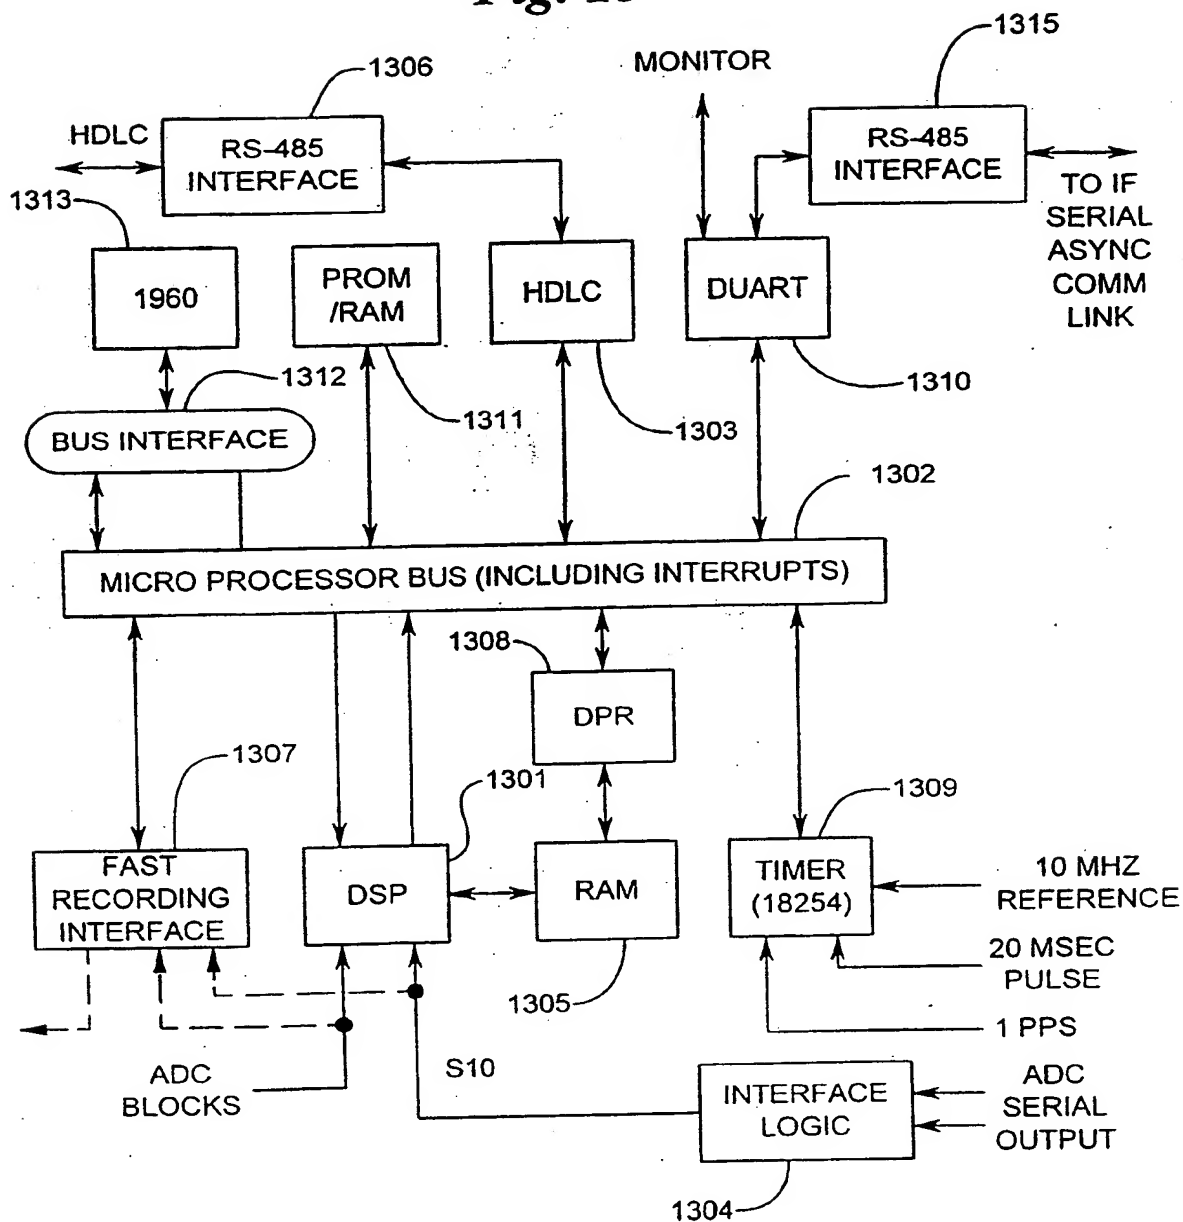 1315
MONITOR
1306
HDLC
RS-485
INTERFACE
RS-485
INTERFACE
TO IF
SERIAL
ASYNC
COMM
LINK
1313
1960
PROM
/RAM
HDLC
DUART
1312
1311
1303
1310
BUS INTERFACE
1302
MICRO PROCESSOR BUS (INCLUDING INTERRUPTS)
1308
DPR
1307
1301
1309
FAST
RECORDING
INTERFACE
DSP
RAM
TIMER
(18254)
10 MHZ
REFERENCE
20 MSEC
PULSE
1305
1 PPS
ADC
BLOCKS
S10
INTERFACE
LOGIC
ADC
SERIAL
OUTPUT
1304